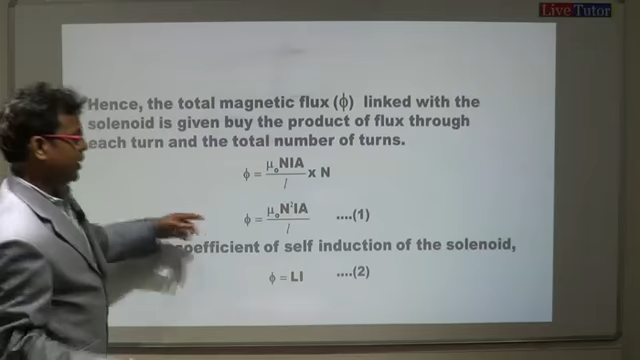 Live Tutor
Hence, the total magnetic flux (ϕ) linked with the
solenoid is given buy the product of flux through
each turn and the total number of turns.
ϕ = μ₀NIA / l x N
ϕ = μ₀N²IA / l ....(1)
coefficient of self induction of the solenoid,
ϕ = LI ....(2)